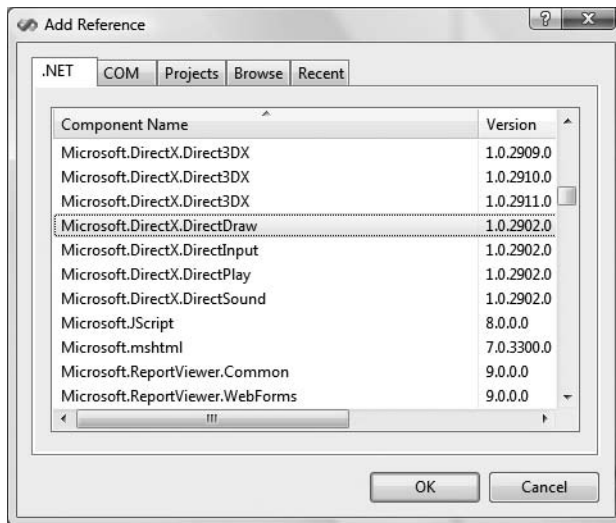 Add Reference
.NET COM Projects Browse Recent
Component Name Version
Microsoft.DirectX.Direct3DX 1.0.2909.0
Microsoft.DirectX.Direct3DX 1.0.2910.0
Microsoft.DirectX.Direct3DX 1.0.2911.0
Microsoft.DirectX.DirectDraw 1.0.2902.0
Microsoft.DirectX.DirectInput 1.0.2902.0
Microsoft.DirectX.DirectPlay 1.0.2902.0
Microsoft.DirectX.DirectSound 1.0.2902.0
Microsoft.JScript 8.0.0.0
Microsoft.mshtml 7.0.3300.0
Microsoft.ReportViewer.Common 9.0.0.0
Microsoft.ReportViewer.WebForms 9.0.0.0
OK Cancel